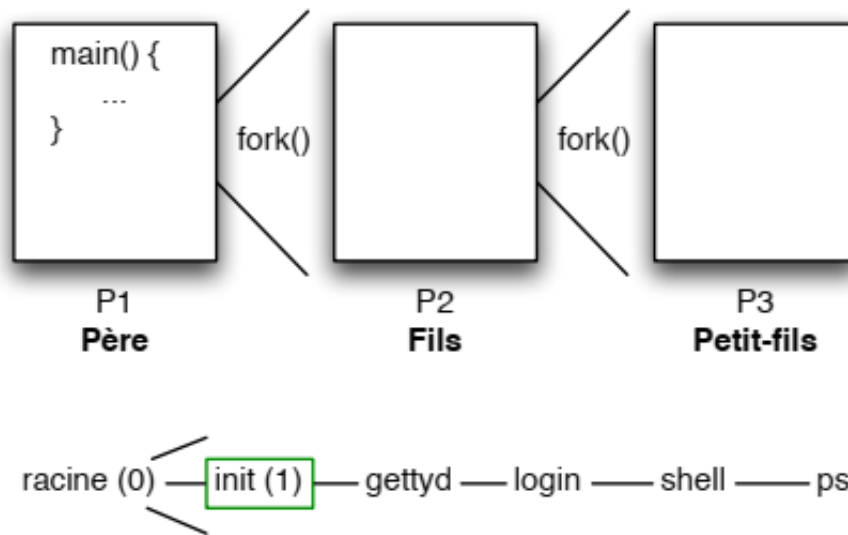 main() {
...
}
fork()
fork()
P1
P2
P3
Père
Fils
Petit-fils
racine (0)
init (1)
gettyd
login
shell
ps